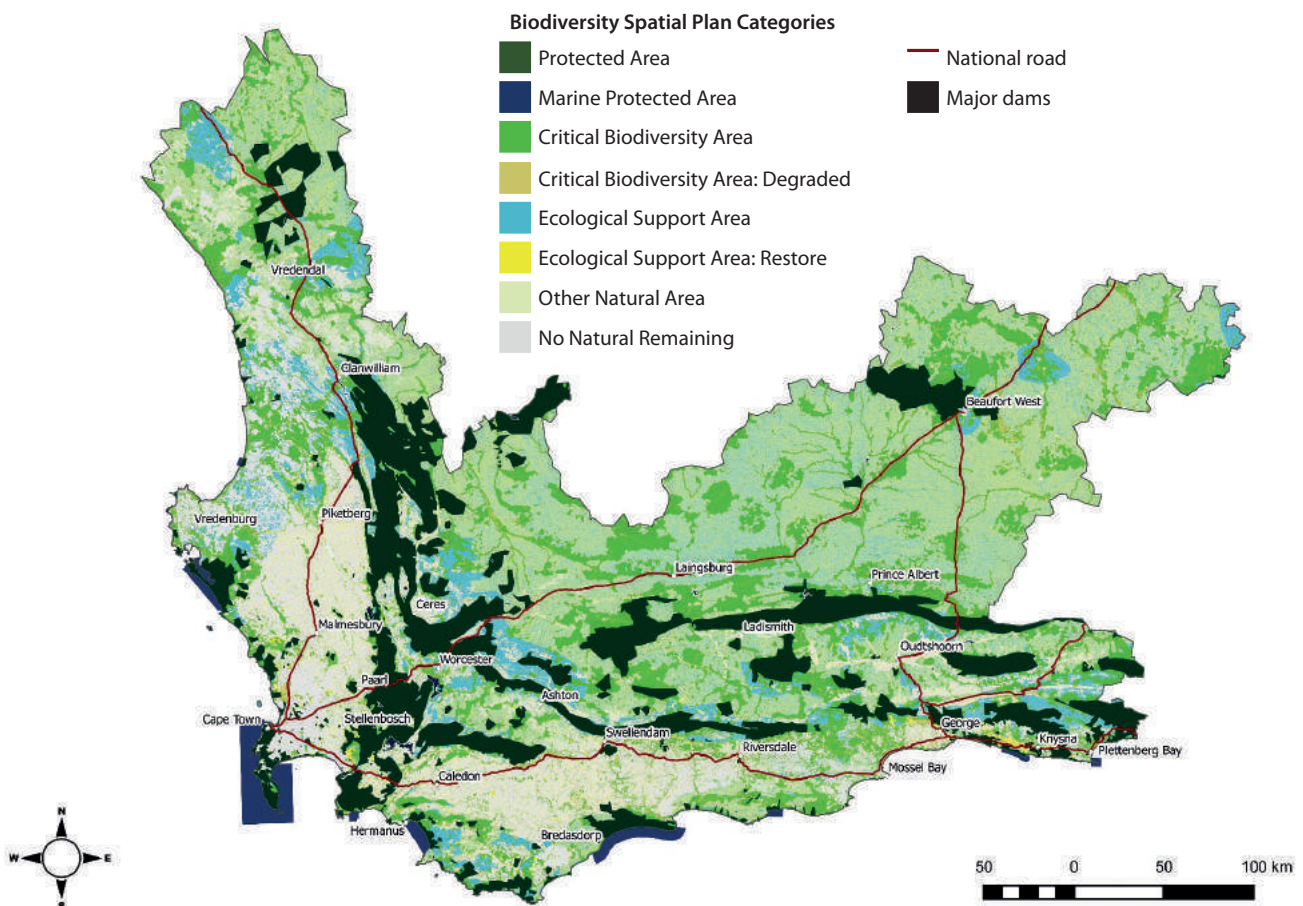 Biodiversity Spatial Plan Categories
Protected Area
Marine Protected Area
Critical Biodiversity Area
Critical Biodiversity Area: Degraded
Ecological Support Area
Ecological Support Area: Restore
Other Natural Area
No Natural Remaining
National road
Major dams
Vredendal
Clanwilliam
Beaufort West
Vredenburg
Piketberg
Laingsburg
Prince Albert
Ceres
Malmesbury
Ladismith
Oudtshoorn
Worcester
Paarl
Ashton
Cape Town
Stellenbosch
George
Knysna
Swellendam
Riversdale
Plettenberg Bay
Mossel Bay
Caledon
Hermanus
Bredasdorp
N
W E
S
50 0 50 100 km